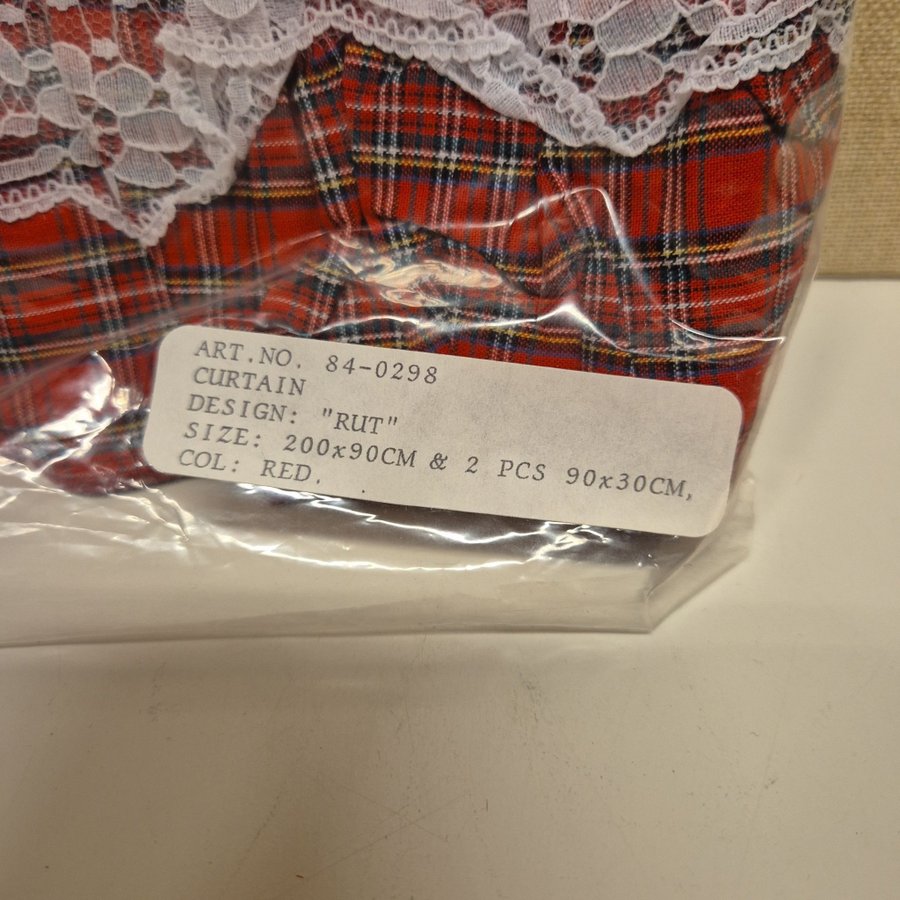 ART.NO. 84-0298
CURTAIN
DESIGN: "RUT"
SIZE: 200x90CM & 2 PCS 90x30CM,
COL: RED.